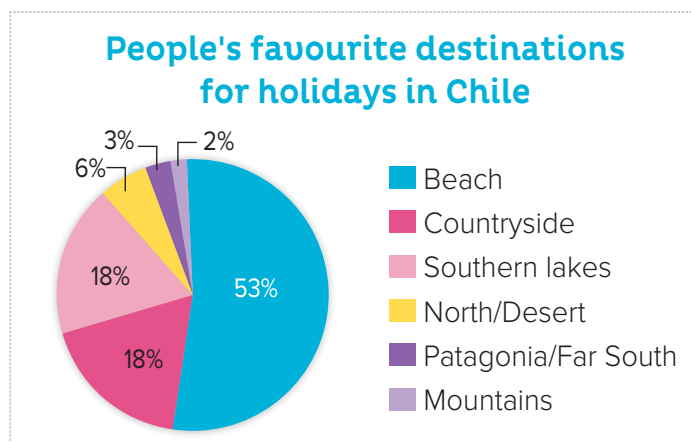 People's favourite destinations
for holidays in Chile
3%
2%
6%
18%
53%
18%
Beach
Countryside
Southern lakes
North/Desert
Patagonia/Far South
Mountains